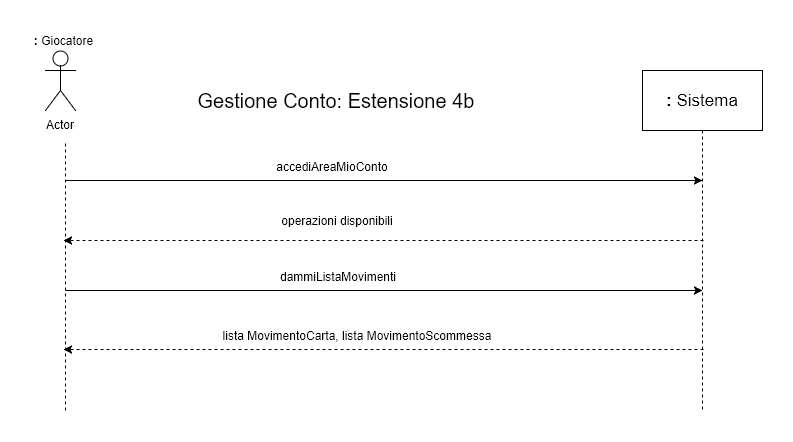 : Giocatore
Actor
Gestione Conto: Estensione 4b
: Sistema
accediAreaMioConto
operazioni disponibili
dammiListaMovimenti
lista MovimentoCarta, lista MovimentoScommessa